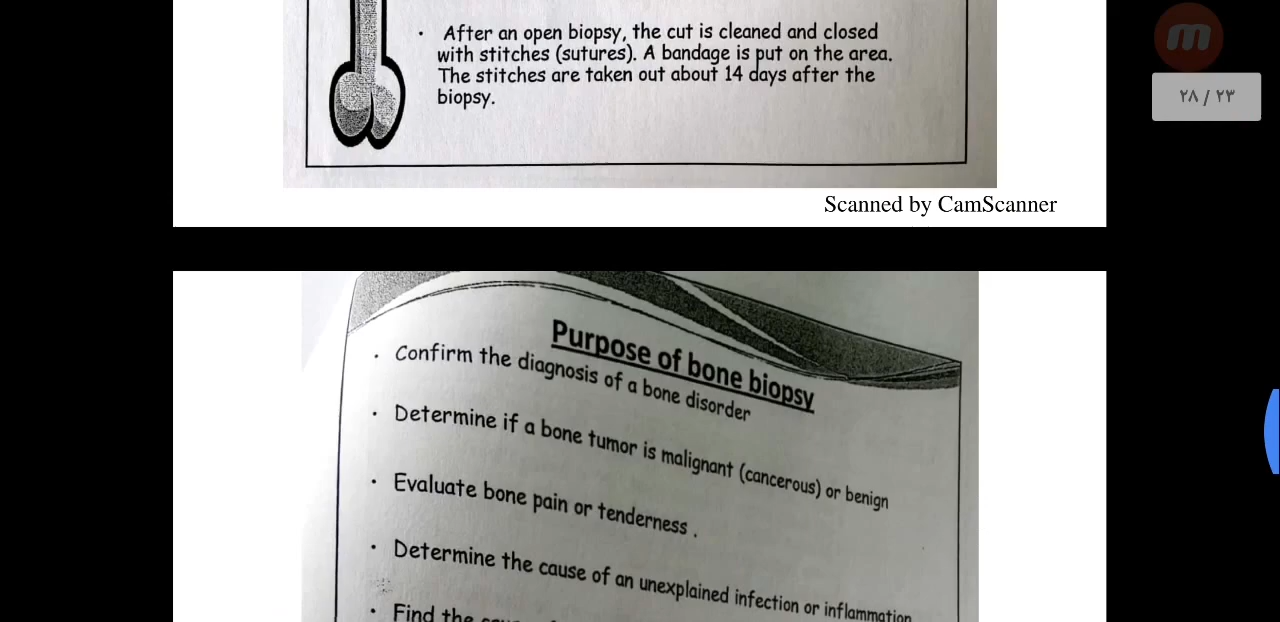 · After an open biopsy, the cut is cleaned and closed
with stitches (sutures). A bandage is put on the area.
The stitches are taken out about 14 days after the
biopsy.
٢٨ / ٢٣
Scanned by CamScanner
Purpose of bone biopsy
· Confirm the diagnosis of a bone disorder
· Determine if a bone tumor is malignant (cancerous) or benign
· Evaluate bone pain or tenderness .
· Determine the cause of an unexplained infection or inflammation
· Find the